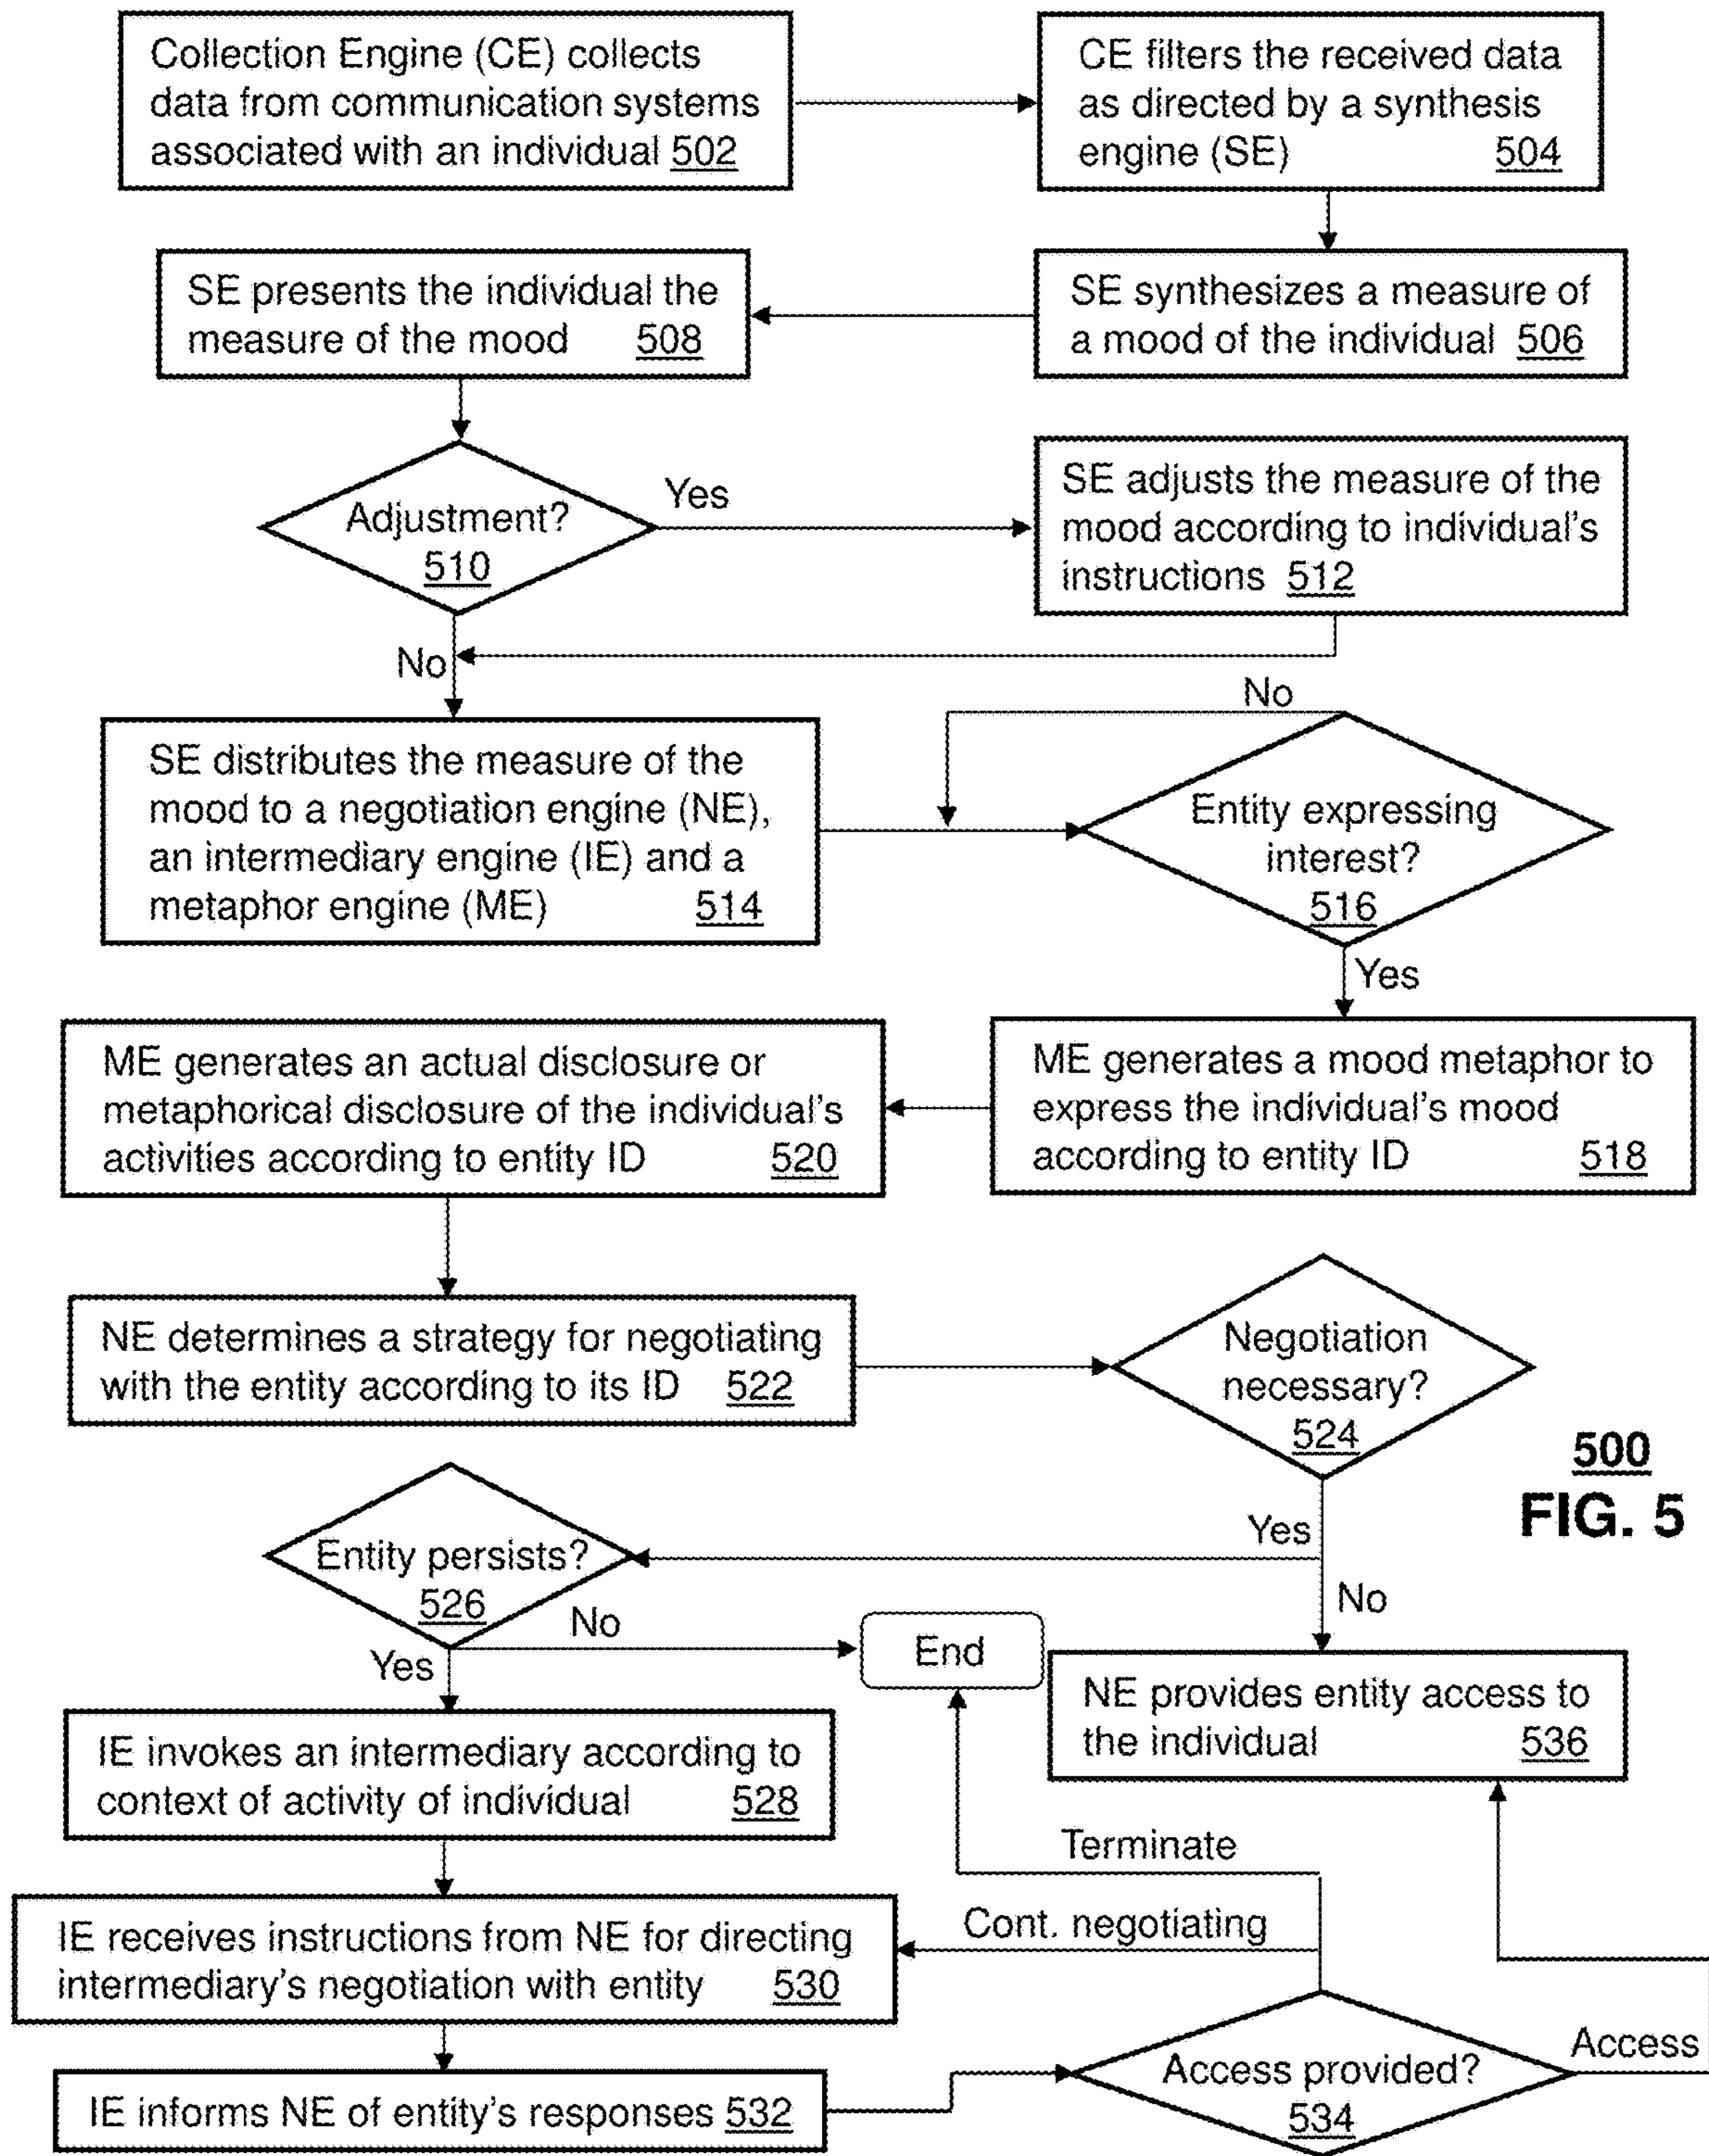 Collection Engine (CE) collects
data from communication systems
associated with an individual 502
CE filters the received data
as directed by a synthesis
engine (SE) 504
SE presents the individual the
measure of the mood 508
SE synthesizes a measure of
a mood of the individual 506
Adjustment?
510
Yes
No
SE adjusts the measure of the
mood according to individual's
instructions 512
SE distributes the measure of the
mood to a negotiation engine (NE),
an intermediary engine (IE) and a
metaphor engine (ME) 514
No
Entity expressing
interest?
516
Yes
ME generates an actual disclosure or
metaphorical disclosure of the individual's
activities according to entity ID 520
ME generates a mood metaphor to
express the individual's mood
according to entity ID 518
NE determines a strategy for negotiating
with the entity according to its ID 522
Negotiation
necessary?
524
500
FIG. 5
Yes
No
Entity persists?
526
No
Yes
End
NE provides entity access to
the individual 536
IE invokes an intermediary according to
context of activity of individual 528
Terminate
Cont. negotiating
IE receives instructions from NE for directing
intermediary's negotiation with entity 530
Access provided?
534
Access
IE informs NE of entity's responses 532